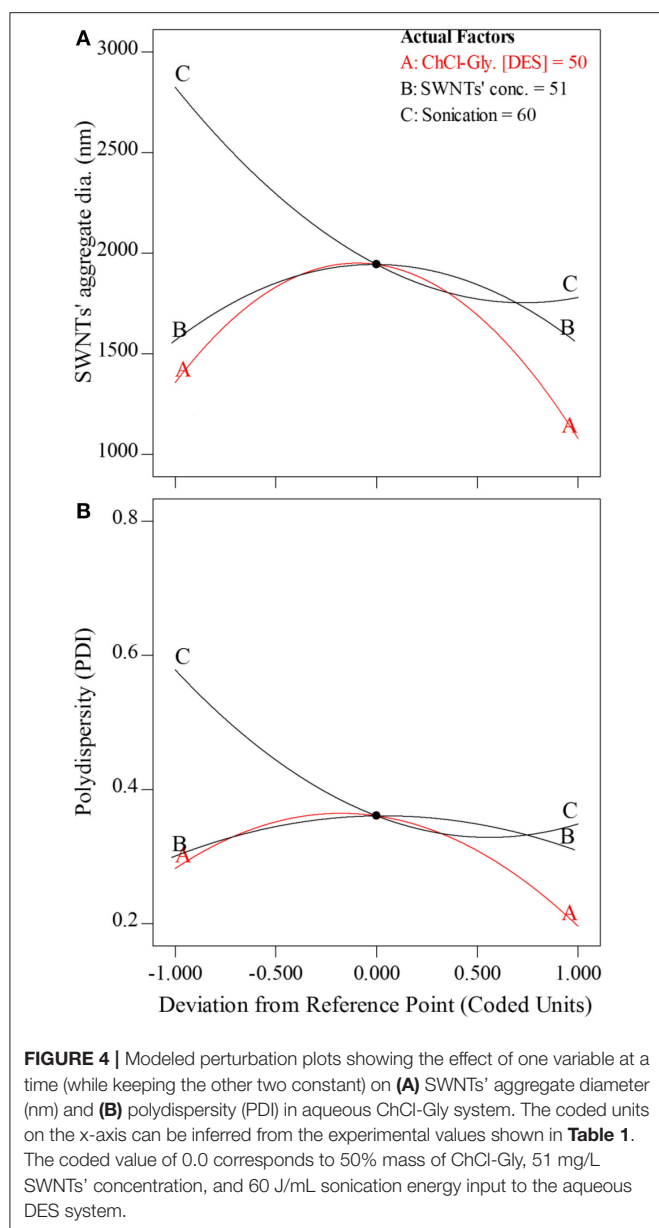 A
Actual Factors
A: ChCl-Gly. [DES] = 50
B: SWNTs' conc. = 51
C: Sonication = 60
3000
2500
2000
1500
1000
SWNTs' aggregate dia. (nm)
C
B
A
C
B
A
B
0.8
0.6
0.4
0.2
Polydispersity (PDI)
C
B
A
C
B
A
-1.000
-0.500
0.000
0.500
1.000
Deviation from Reference Point (Coded Units)
FIGURE 4 | Modeled perturbation plots showing the effect of one variable at a
time (while keeping the other two constant) on (A) SWNTs' aggregate diameter
(nm) and (B) polydispersity (PDI) in aqueous ChCl-Gly system. The coded units
on the x-axis can be inferred from the experimental values shown in Table 1.
The coded value of 0.0 corresponds to 50% mass of ChCl-Gly, 51 mg/L
SWNTs' concentration, and 60 J/mL sonication energy input to the aqueous
DES system.